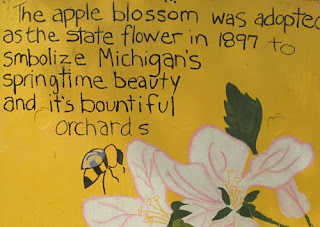 The apple blossom was adopted
as the state flower in 1897 to
smbolize Michigan's
springtime beauty
and it's bountiful
orchards